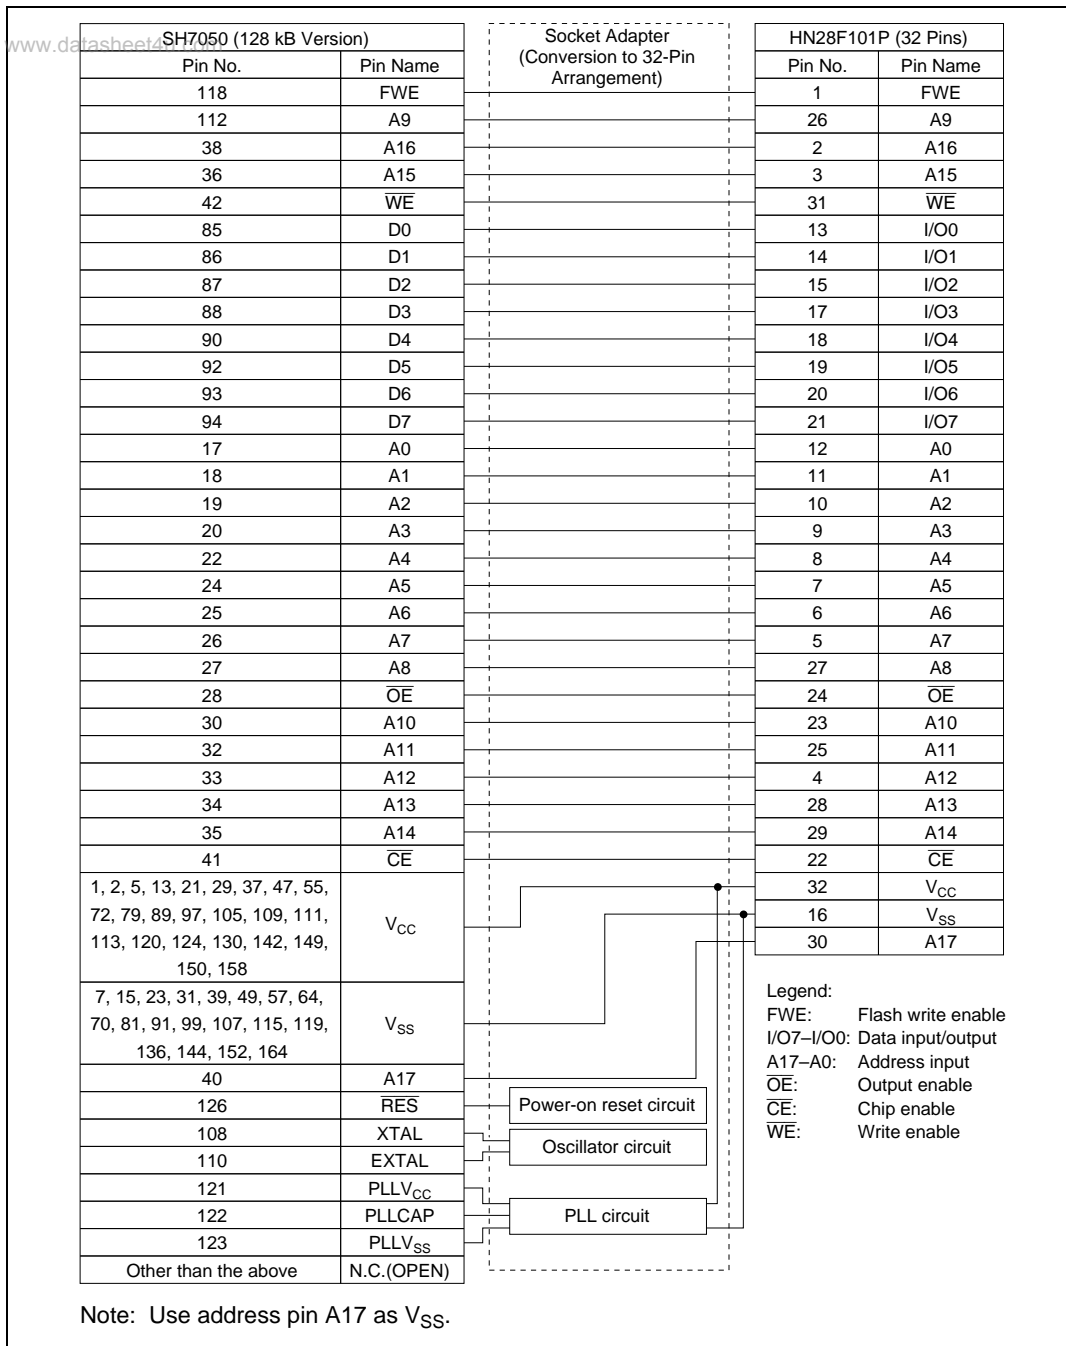 www.datasheet4u.com
SH7050 (128 kB Version)
Socket Adapter
(Conversion to 32-Pin
Arrangement)
HN28F101P (32 Pins)
Pin No. Pin Name Pin No. Pin Name
118 FWE 1 FWE
112 A9 26 A9
38 A16 2 A16
36 A15 3 A15
42 W̅E̅ 31 W̅E̅
85 D0 13 I/O0
86 D1 14 I/O1
87 D2 15 I/O2
88 D3 17 I/O3
90 D4 18 I/O4
92 D5 19 I/O5
93 D6 20 I/O6
94 D7 21 I/O7
17 A0 12 A0
18 A1 11 A1
19 A2 10 A2
20 A3 9 A3
22 A4 8 A4
24 A5 7 A5
25 A6 6 A6
26 A7 5 A7
27 A8 27 A8
28 O̅E̅ 24 O̅E̅
30 A10 23 A10
32 A11 25 A11
33 A12 4 A12
34 A13 28 A13
35 A14 29 A14
41 C̅E̅ 22 C̅E̅
1, 2, 5, 13, 21, 29, 37, 47, 55,
72, 79, 89, 97, 105, 109, 111,
113, 120, 124, 130, 142, 149,
150, 158
VCC
32 VCC
16 VSS
30 A17
7, 15, 23, 31, 39, 49, 57, 64,
70, 81, 91, 99, 107, 115, 119,
136, 144, 152, 164
VSS
40 A17
126 R̅E̅S̅ Power-on reset circuit
108 XTAL
Oscillator circuit
110 EXTAL
121 PLLVCC
122 PLLCAP PLL circuit
123 PLLVSS
Other than the above N.C.(OPEN)
Legend:
FWE: Flash write enable
I/O7–I/O0: Data input/output
A17–A0: Address input
O̅E̅: Output enable
C̅E̅: Chip enable
W̅E̅: Write enable
Note: Use address pin A17 as VSS.